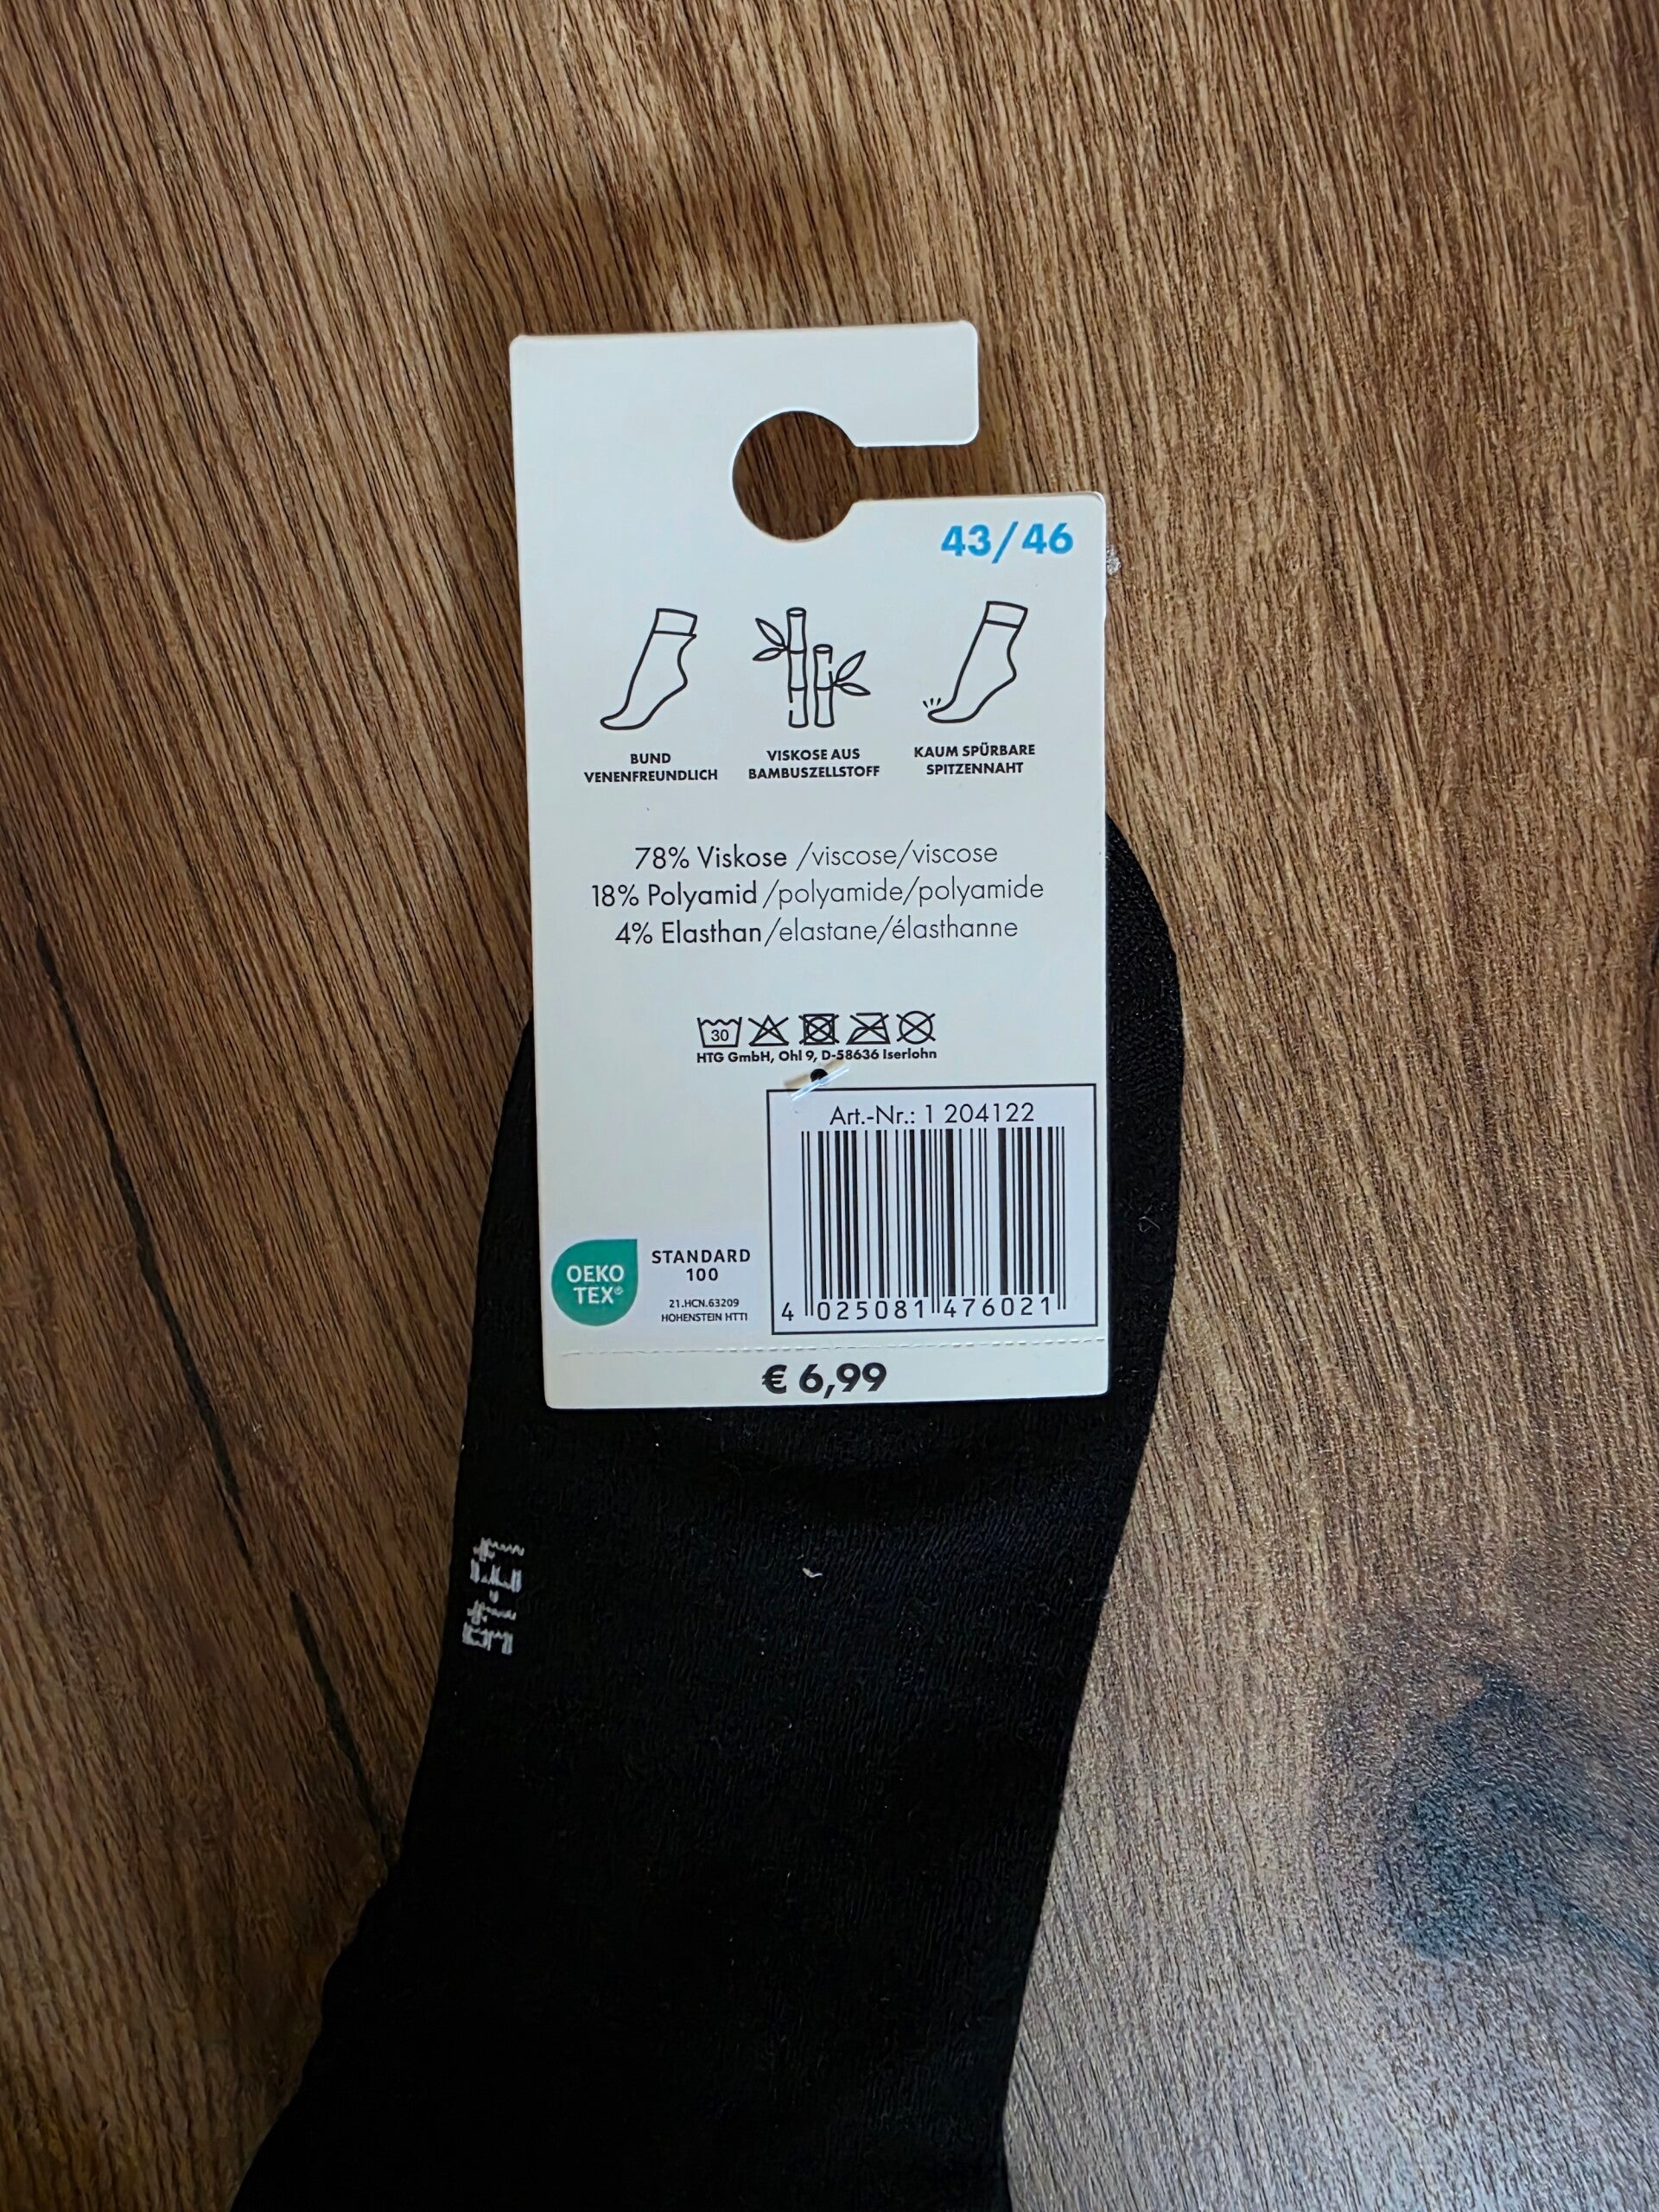 43/46
BUND
VENENFREUNDLICH
VISKOSE AUS
BAMBUSZELLSTOFF
KAUM SPÜRBARE
SPITZENNAHT
78% Viskose /viscose/viscose
18% Polyamid /polyamide/polyamide
4% Elasthan/elastane/élasthanne
30
HTG GmbH, Ohl 9, D-58636 Iserlohn
Art.-Nr.: 1 204122
4 025081 476021
OEKO
TEX®
STANDARD
100
21.HCN.63209
HOHENSTEIN HTTI
€ 6,99
43-46